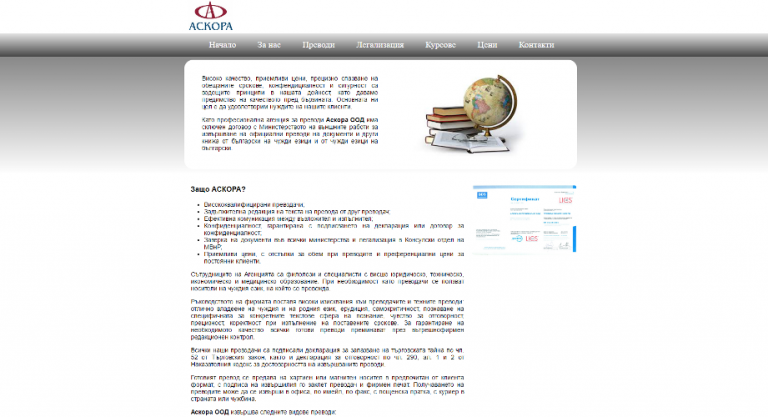 АСКОРА
Начало За нас Преводи Легализация Курсове Цени Контакти
Високо качество, приемливи цени, прецизно спазване на
обещаните срокове, конфиденциалност и сигурност са
водещите принципи в нашата дейност, като даваме
предимство на качеството пред бързината. Основната ни
цел е да удовлетворим нуждите на нашите клиенти.
Като професионална агенция за преводи Аскора ООД има
сключен договор с Министерството на външните работи за
извършване на официални преводи на документи и други
книжа от български на чужди езици и от чужди езици на
български.
Защо АСКОРА?
Висококвалифицирани преводачи;
Задължителна редакция на текста на превода от друг преводач;
Ефективна комуникация между възложител и изпълнител;
Конфиденциалност, гарантирана с подписването на декларация или договор за
конфиденциалност;
Заверка на документи във всички министерства и легализация в Консулски отдел на
МВнР;
Приемливи цени, с отстъпки за обем при преводите и преференциални цени за
постоянни клиенти.
Сътрудниците на Агенцията са филолози и специалисти с висше юридическо, техническо,
икономическо и медицинско образование. При необходимост като преводачи се ползват
носители на чуждия език, на който се превежда.
Ръководството на фирмата поставя високи изисквания към преводачите и техните преводи:
отлично владеене на чуждия и на родния език, ерудиция, самокритичност, познаване на
спецификата за конкретните текстове сфера на познание, чувство за отговорност,
прецизност, коректност при изпълнение на поставените срокове. За гарантиране на
необходимото качество всички готови преводи преминават през вътрешнофирмен
редакционен контрол.
Всички наши преводачи са подписали декларация за запазване на търговската тайна по чл.
52 от Търговския закон, както и декларация за отговорност по чл. 290, ал. 1 и 2 от
Наказателния кодекс за достоверността на извършените преводи.
Готовият превод се предава на хартиен или магнитен носител в предпочитан от клиента
формат, с подписа на извършилия го заклет преводач и фирмен печат. Получаването на
преводите може да се извърши в офиса, по имейл, по факс, с пощенска пратка, с куриер в
страната или чужбина.
Аскора ООД извършва следните видове преводи:
Сертификат